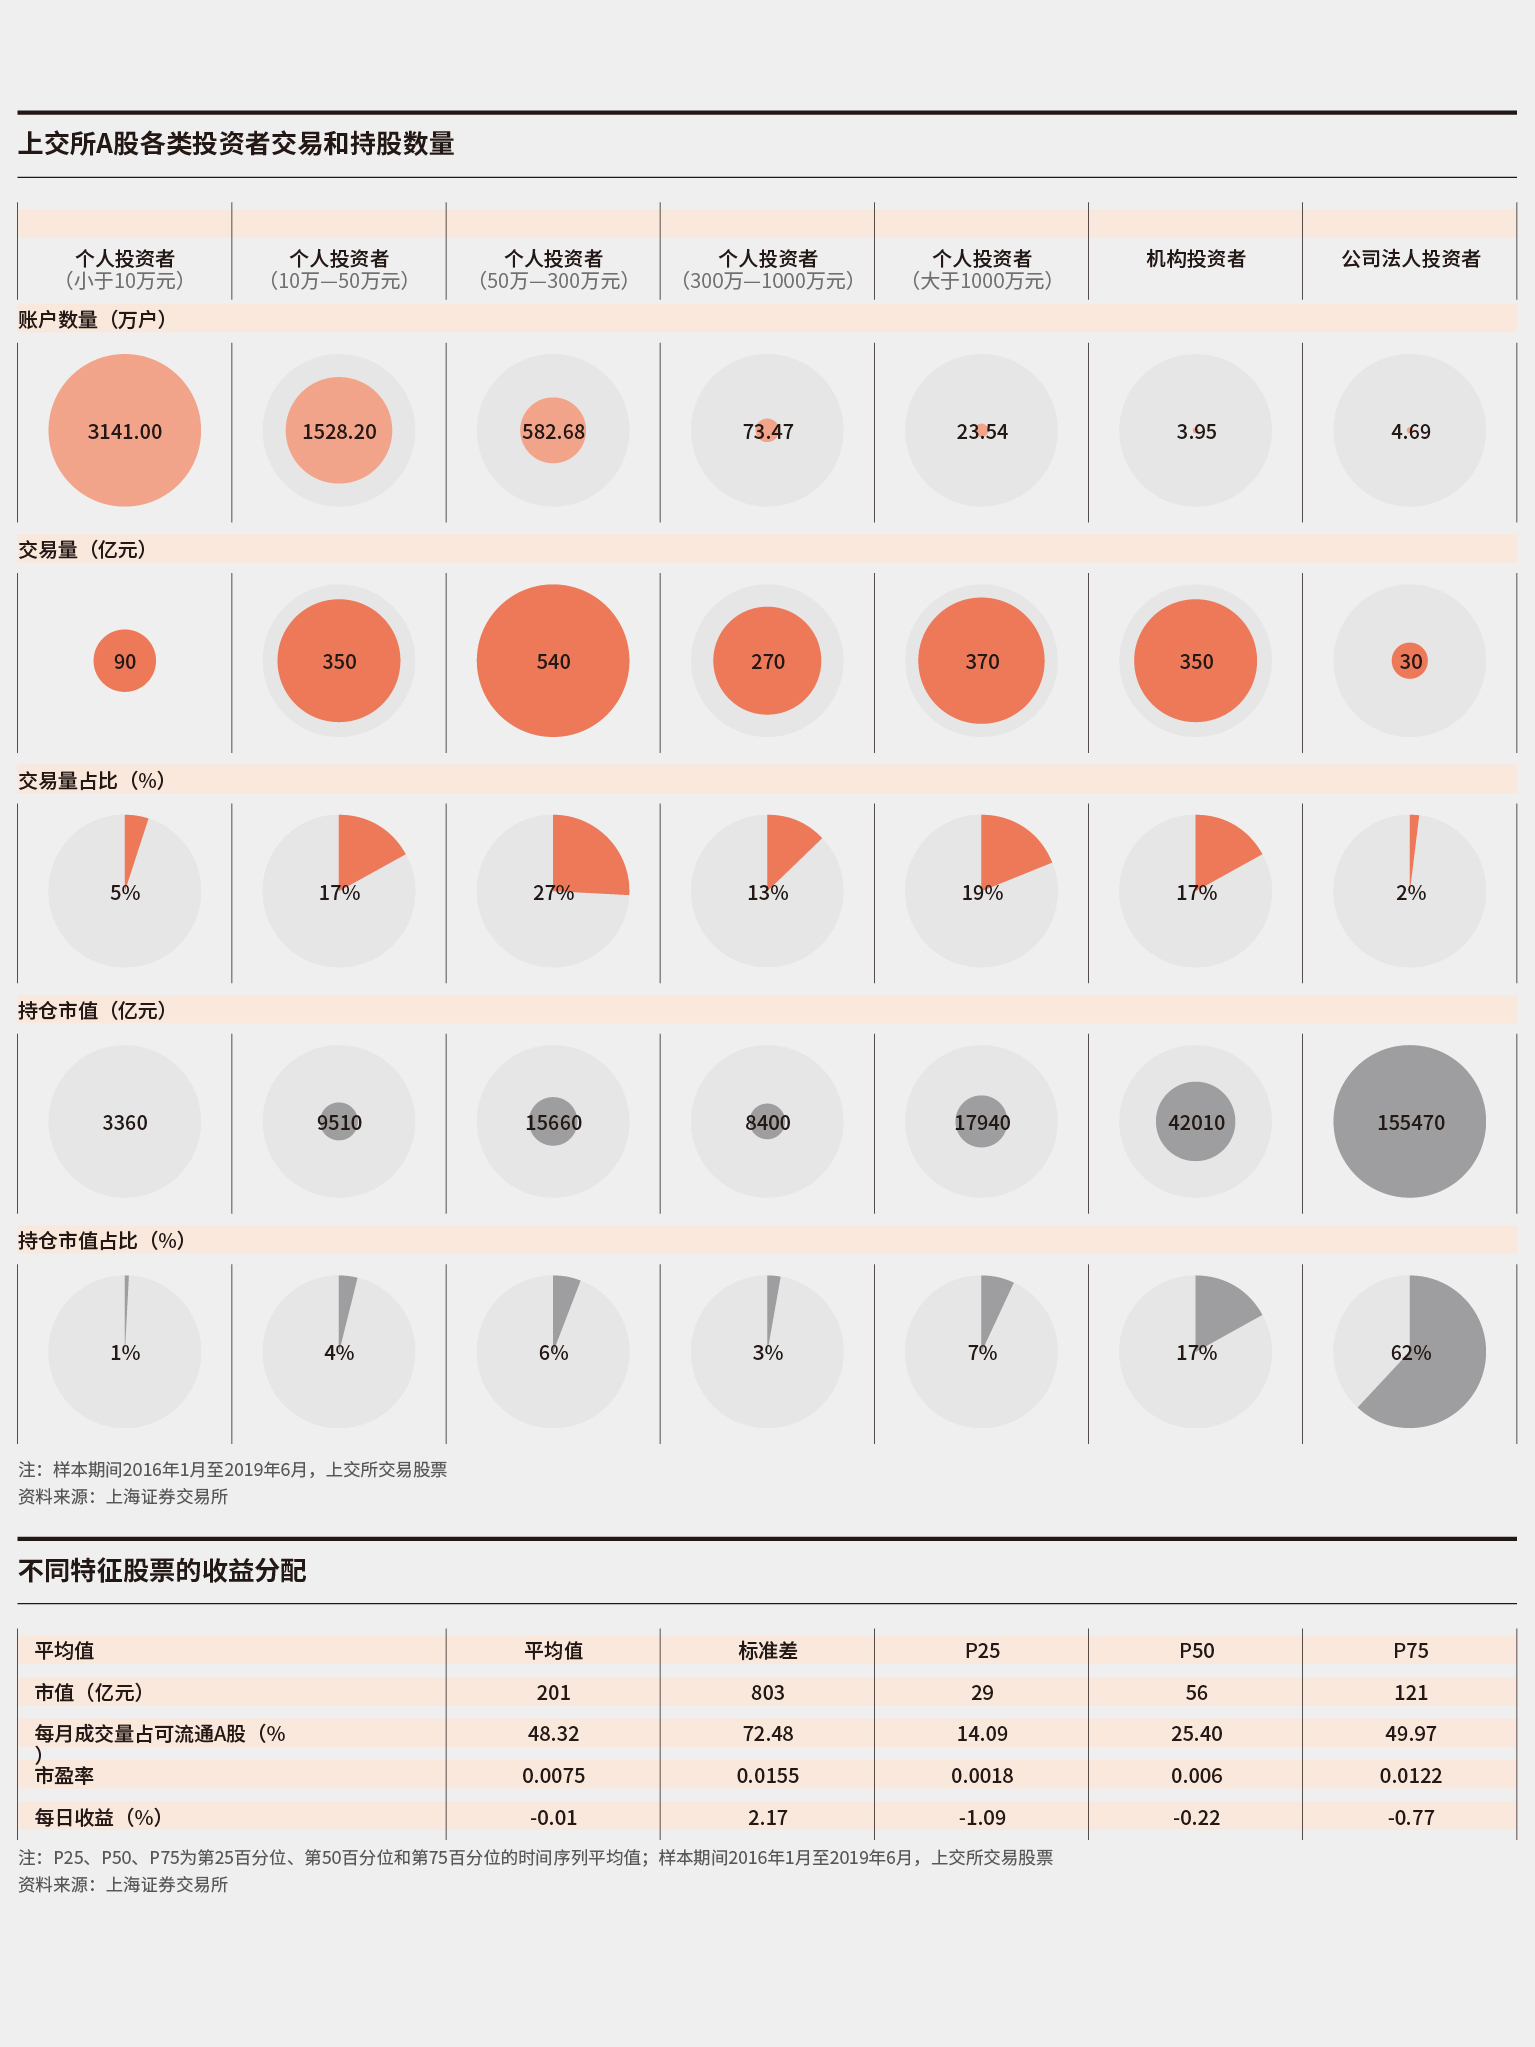 上交所A股各类投资者交易和持股数量
个人投资者 个人投资者 个人投资者 个人投资者 个人投资者 机构投资者 公司法人投资者
（小于10万元） （10万—50万元） （50万—300万元） （300万—1000万元） （大于1000万元）
账户数量（万户）
3141.00 1528.20 582.68 73.47 23.54 3.95 4.69
交易量（亿元）
90 350 540 270 370 350 30
交易量占比（%）
5% 17% 27% 13% 19% 17% 2%
持仓市值（亿元）
3360 9510 15660 8400 17940 42010 155470
持仓市值占比（%）
1% 4% 6% 3% 7% 17% 62%
注：样本期间2016年1月至2019年6月，上交所交易股票
资料来源：上海证券交易所
不同特征股票的收益分配
平均值 平均值 标准差 P25 P50 P75
市值（亿元） 201 803 29 56 121
每月成交量占可流通A股（% 48.32 72.48 14.09 25.40 49.97
）
市盈率 0.0075 0.0155 0.0018 0.006 0.0122
每日收益（%） -0.01 2.17 -1.09 -0.22 -0.77
注：P25、P50、P75为第25百分位、第50百分位和第75百分位的时间序列平均值；样本期间2016年1月至2019年6月，上交所交易股票
资料来源：上海证券交易所